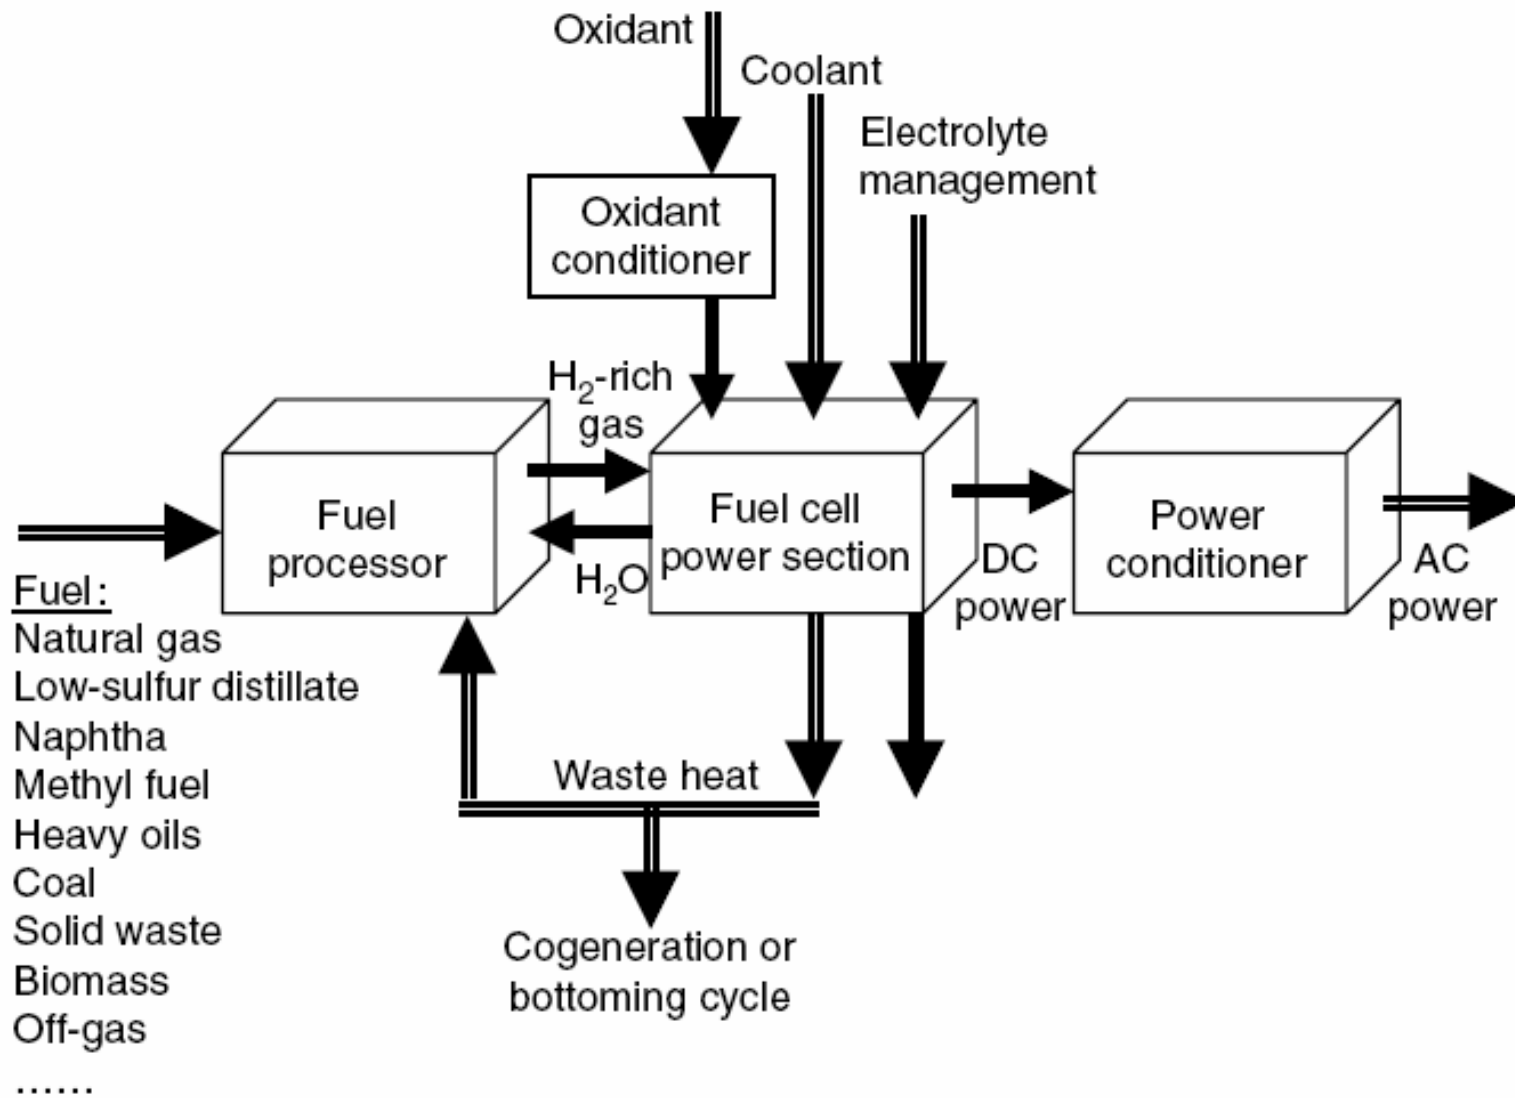 Oxidant
Coolant
Electrolyte
management
Oxidant
conditioner
H₂-rich
gas
Fuel
processor
H₂O
Fuel cell
power section
DC
power
Power
conditioner
AC
power
Fuel:
Natural gas
Low-sulfur distillate
Naphtha
Methyl fuel
Heavy oils
Coal
Solid waste
Biomass
Off-gas
......
Waste heat
Cogeneration or
bottoming cycle